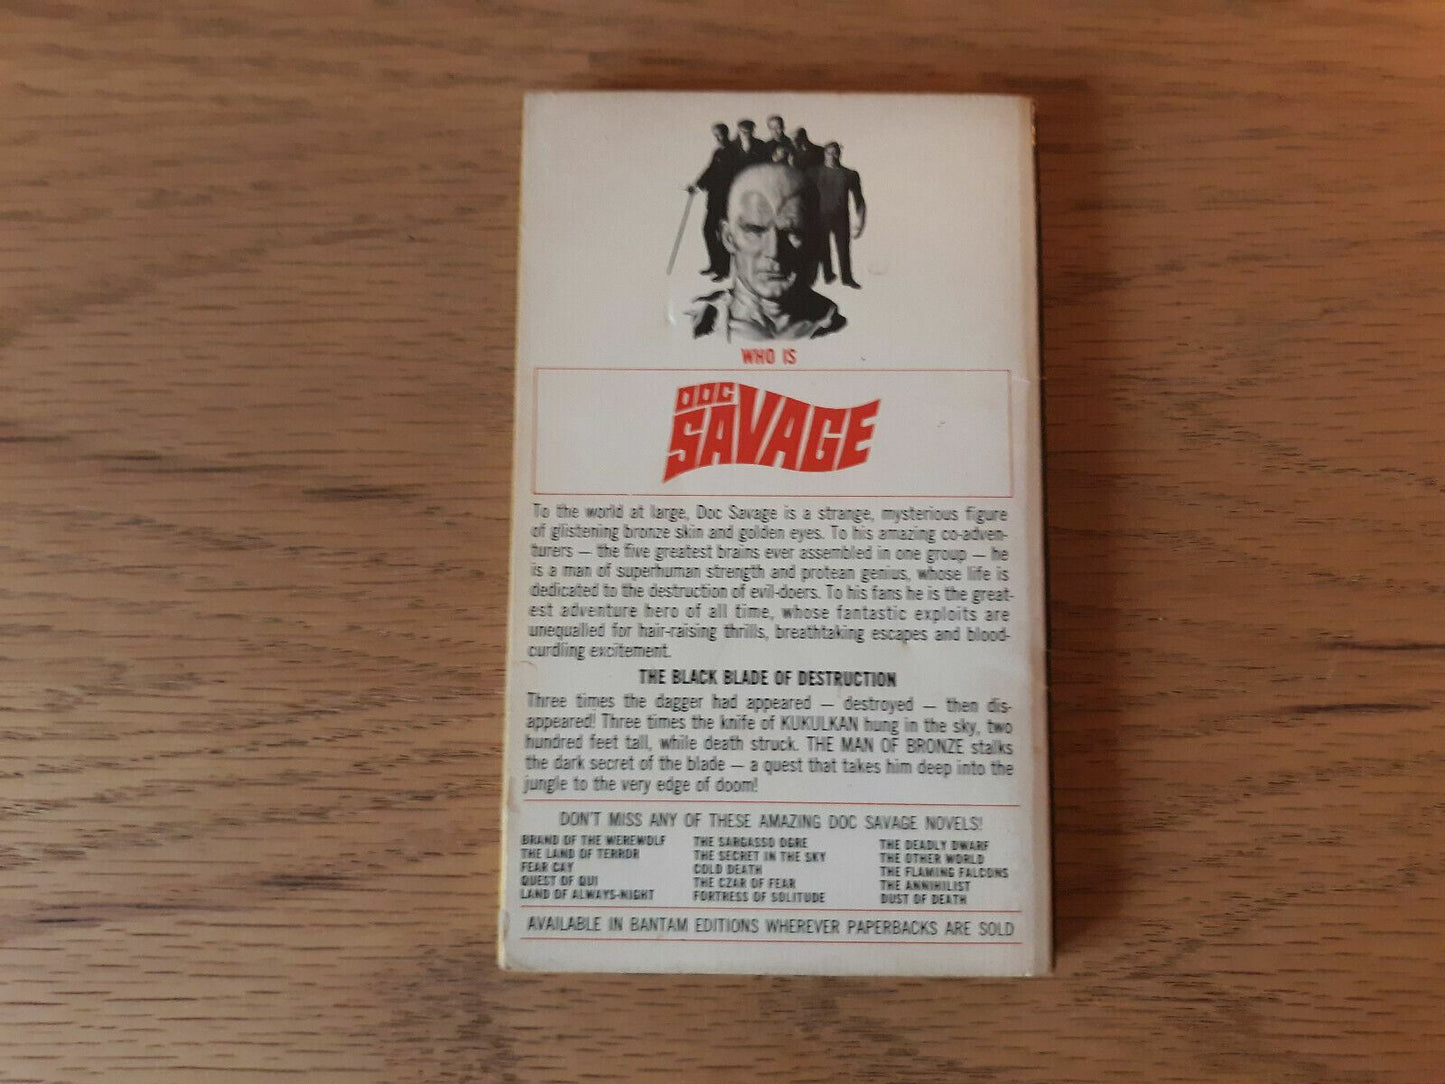 WHO IS
DOC
SAVAGE
To the world at large, Doc Savage is a strange, mysterious figure
of glistening bronze skin and golden eyes. To his amazing co-adven-
turers — the five greatest brains ever assembled in one group — he
is a man of superhuman strength and protean genius, whose life is
dedicated to the destruction of evil-doers. To his fans he is the great-
est adventure hero of all time, whose fantastic exploits are
unequalled for hair-raising thrills, breathtaking escapes and blood-
curdling excitement.
THE BLACK BLADE OF DESTRUCTION
Three times the dagger had appeared — destroyed — then dis-
appeared! Three times the knife of KUKULKAN hung in the sky, two
hundred feet tall, while death struck. THE MAN OF BRONZE stalks
the dark secret of the blade — a quest that takes him deep into the
jungle to the very edge of doom!
DON'T MISS ANY OF THESE AMAZING DOC SAVAGE NOVELS!
BRAND OF THE WEREWOLF
THE LAND OF TERROR
FEAR CAY
QUEST OF QUI
LAND OF ALWAYS-NIGHT
THE SARGASSO OGRE
THE SECRET IN THE SKY
COLD DEATH
THE CZAR OF FEAR
FORTRESS OF SOLITUDE
THE DEADLY DWARF
THE OTHER WORLD
THE FLAMING FALCONS
THE ANNIHILIST
DUST OF DEATH
AVAILABLE IN BANTAM EDITIONS WHEREVER PAPERBACKS ARE SOLD